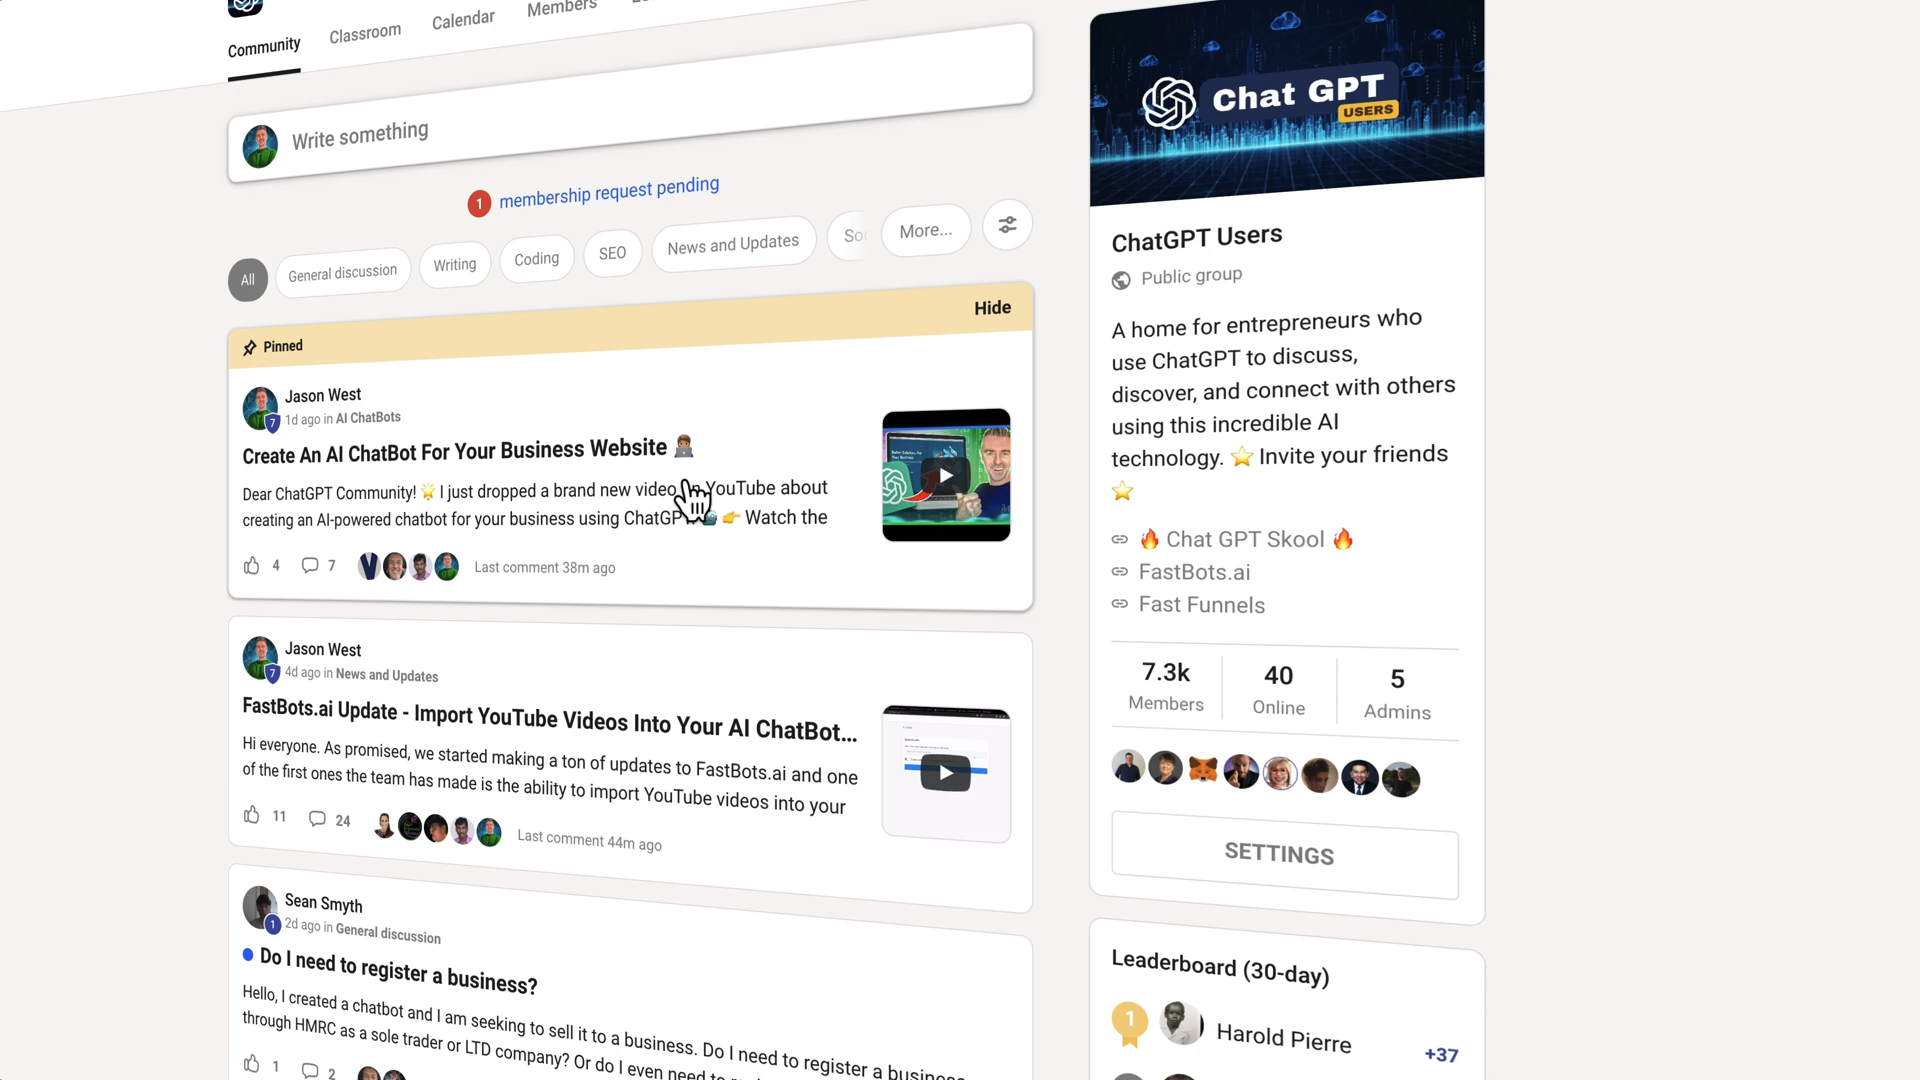 Community
Classroom
Calendar
Members
Write something
1 membership request pending
All
General discussion
Writing
Coding
SEO
News and Updates
More...
Pinned
Hide
Jason West
7
1d ago in AI ChatBots
Create An AI ChatBot For Your Business Website
Dear ChatGPT Community! I just dropped a brand new video YouTube about
creating an AI-powered chatbot for your business using ChatGP Watch the
4
7
Last comment 38m ago
Jason West
7
4d ago in News and Updates
FastBots.ai Update - Import YouTube Videos Into Your AI ChatBot...
Hi everyone. As promised, we started making a ton of updates to FastBots.ai and one
of the first ones the team has made is the ability to import YouTube videos into your
11
24
Last comment 44m ago
Sean Smyth
1
2d ago in General discussion
Do I need to register a business?
Hello, I created a chatbot and I am seeking to sell it to a business. Do I need to register a business
through HMRC as a sole trader or LTD company? Or do I even need to
1
2
Chat GPT
USERS
ChatGPT Users
Public group
A home for entrepreneurs who
use ChatGPT to discuss,
discover, and connect with others
using this incredible AI
technology. Invite your friends
Chat GPT Skool
FastBots.ai
Fast Funnels
7.3k
Members
40
Online
5
Admins
SETTINGS
Leaderboard (30-day)
1
Harold Pierre
+37